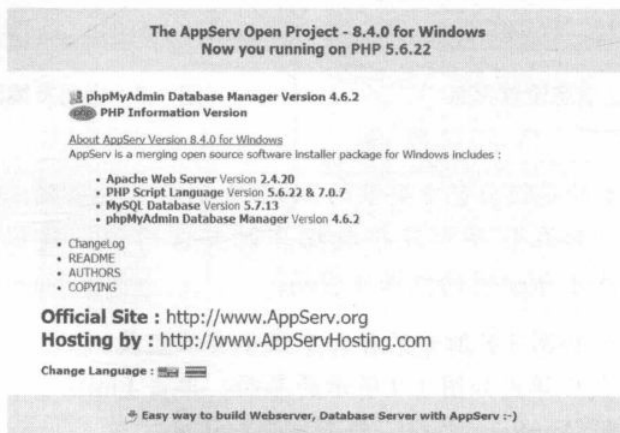 The AppServ Open Project - 8.4.0 for Windows
Now you running on PHP 5.6.22
phpMyAdmin Database Manager Version 4.6.2
php PHP Information Version
About AppServ Version 8.4.0 for Windows
AppServ is a merging open source software installer package for Windows includes :
• Apache Web Server Version 2.4.20
• PHP Script Language Version 5.6.22 & 7.0.7
• MySQL Database Version 5.7.13
• phpMyAdmin Database Manager Version 4.6.2
• ChangeLog
• README
• AUTHORS
• COPYING
Official Site : http://www.AppServ.org
Hosting by : http://www.AppServHosting.com
Change Language :
Easy way to build Webserver, Database Server with AppServ :-)